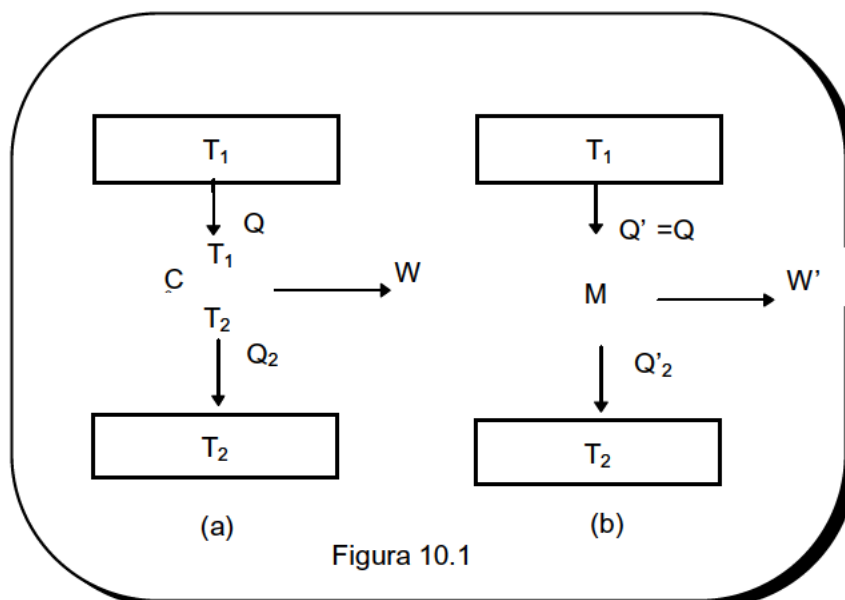 T₁
T₁
Q
Q' =Q
T₁
C
W
M
W'
T₂
Q₂
Q'₂
T₂
T₂
(a)
(b)
Figura 10.1